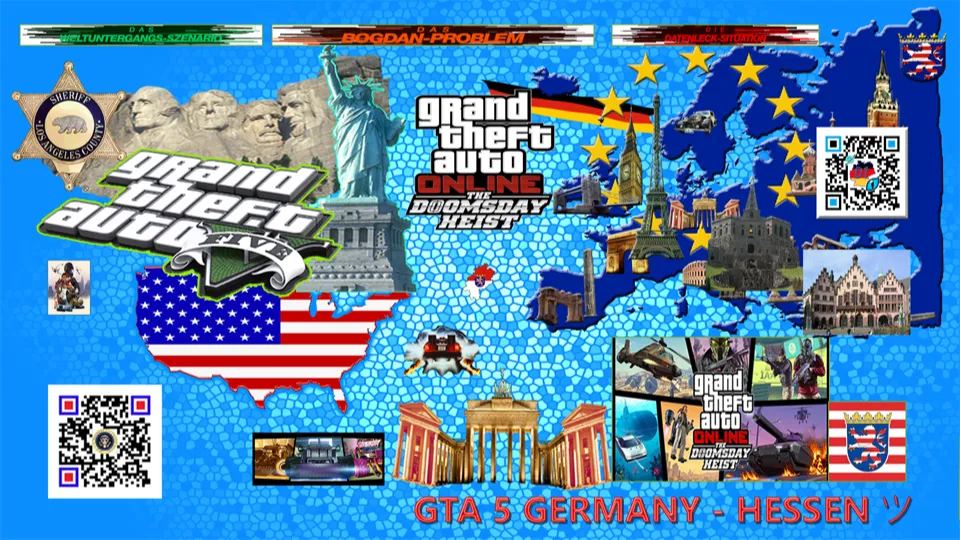 DAS
WELTUNTERGANGS-SZENARIO
DAS
BOGDAN-PROBLEM
DIE
DATENLECK-SITUATION
SHERIFF
LOS ANGELES COUNTY
grand
theft
auto
FIVE
grand
theft
auto
ONLINE
THE
DOOMSDAY
HEIST
grand
theft
auto
ONLINE
THE
DOOMSDAY
HEIST
GTA 5 GERMANY - HESSEN ツ